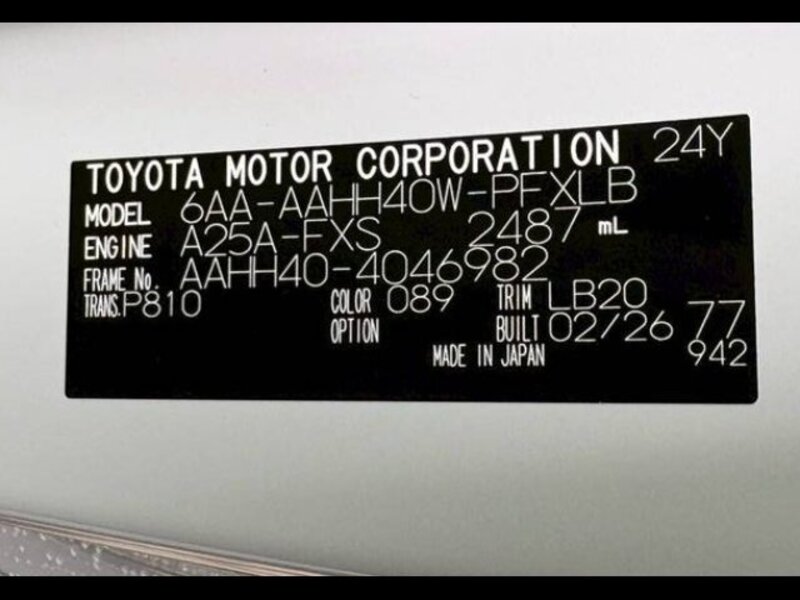 TOYOTA MOTOR CORPORATION 24Y
MODEL 6AA-AAHH40W-PFXLB
ENGINE A25A-FXS 2487 mL
FRAME No. AAHH40-4046982
TRANS. P810 COLOR 089 TRIM LB20
OPTION BUILT 02/26 77
MADE IN JAPAN 942